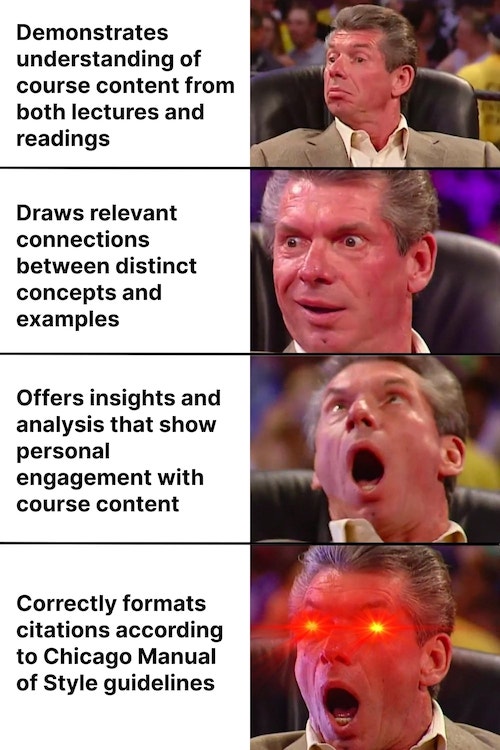 Demonstrates
understanding of
course content from
both lectures and
readings
Draws relevant
connections
between distinct
concepts and
examples
Offers insights and
analysis that show
personal
engagement with
course content
Correctly formats
citations according
to Chicago Manual
of Style guidelines